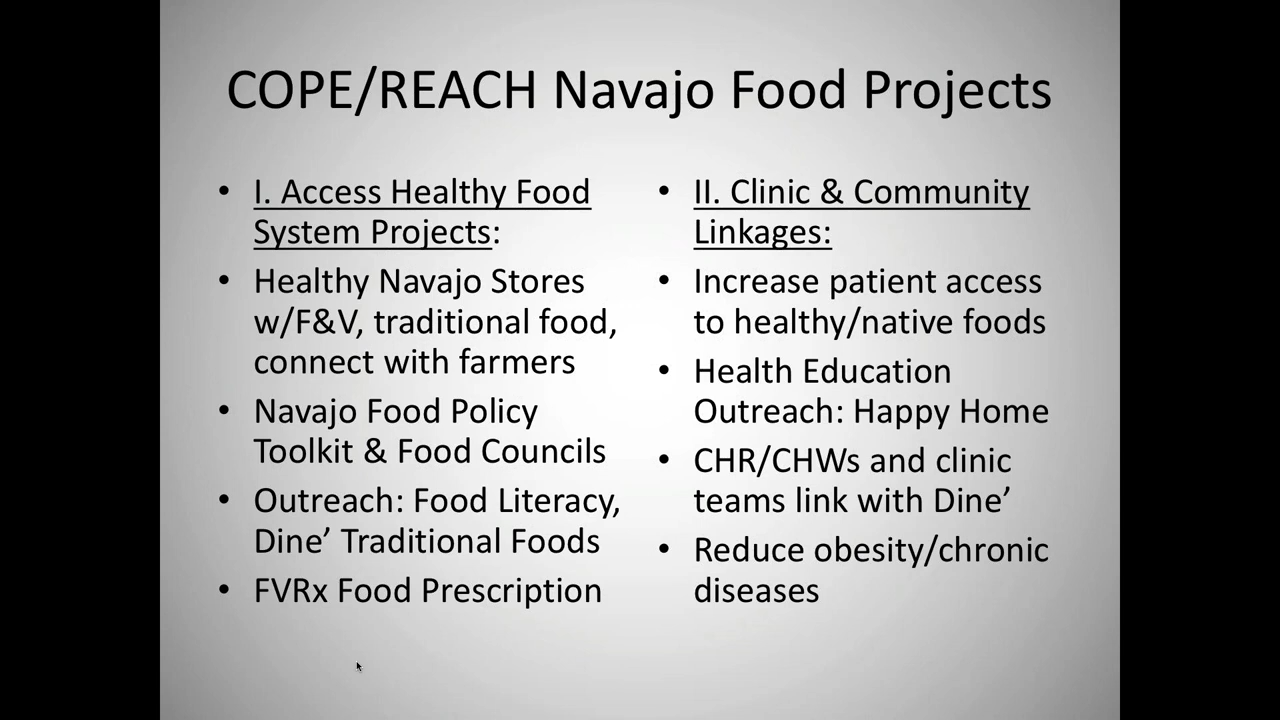 COPE/REACH Navajo Food Projects
• I. Access Healthy Food
System Projects:
• Healthy Navajo Stores
w/F&V, traditional food,
connect with farmers
• Navajo Food Policy
Toolkit & Food Councils
• Outreach: Food Literacy,
Dine’ Traditional Foods
• FVRx Food Prescription
• II. Clinic & Community
Linkages:
• Increase patient access
to healthy/native foods
• Health Education
Outreach: Happy Home
• CHR/CHWs and clinic
teams link with Dine’
• Reduce obesity/chronic
diseases